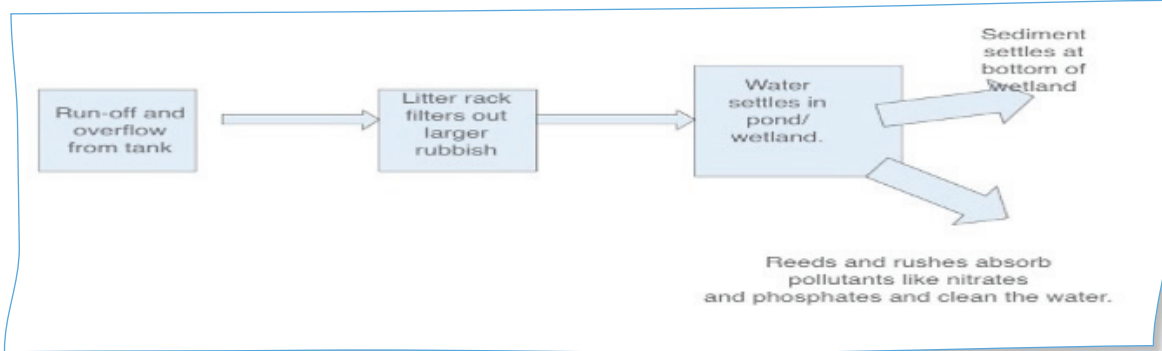 Run-off and
overflow
from tank
Litter rack
filters out
larger
rubbish
Water
settles in
pond/
wetland.
Sediment
settles at
bottom of
wetland
Reeds and rushes absorb
pollutants like nitrates
and phosphates and clean the water.